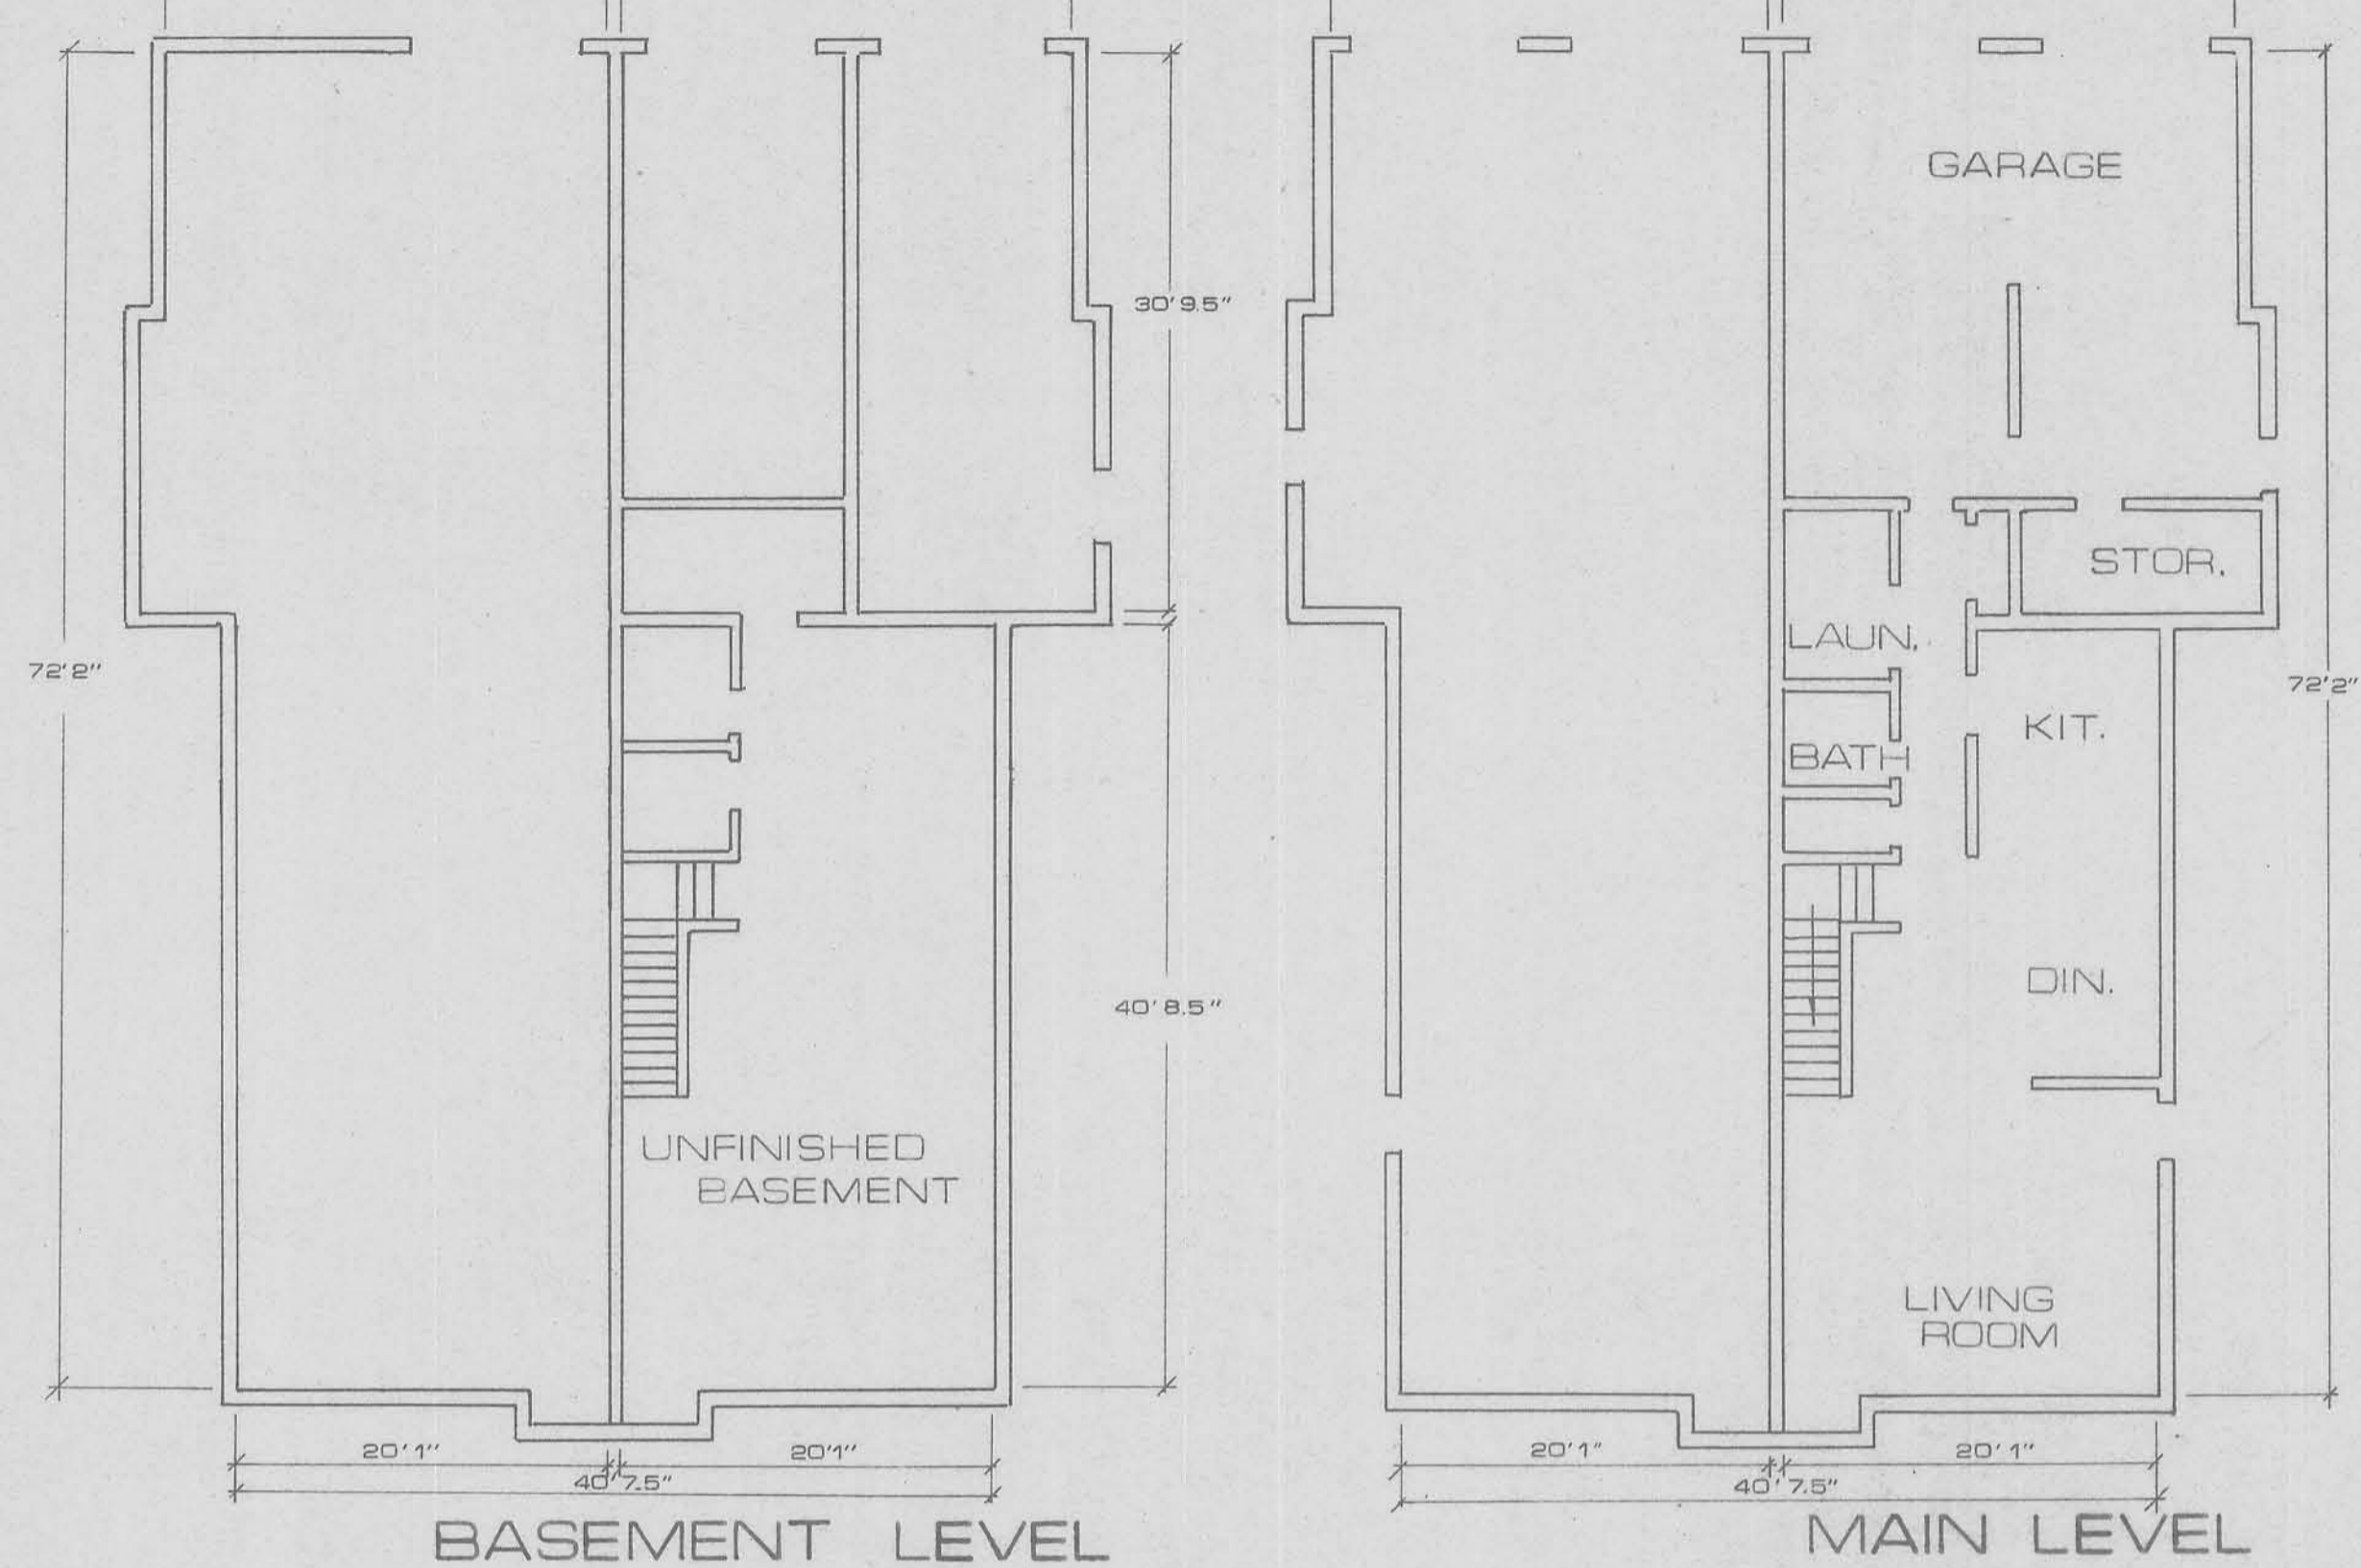 30'9.5"
72'2"
40'8.5"
UNFINISHED
BASEMENT
20'1"
20'1"
40'7.5"
BASEMENT LEVEL
GARAGE
STOR.
LAUN.
KIT.
BATH
72'2"
DIN.
LIVING
ROOM
20'1"
20'1"
40'7.5"
MAIN LEVEL